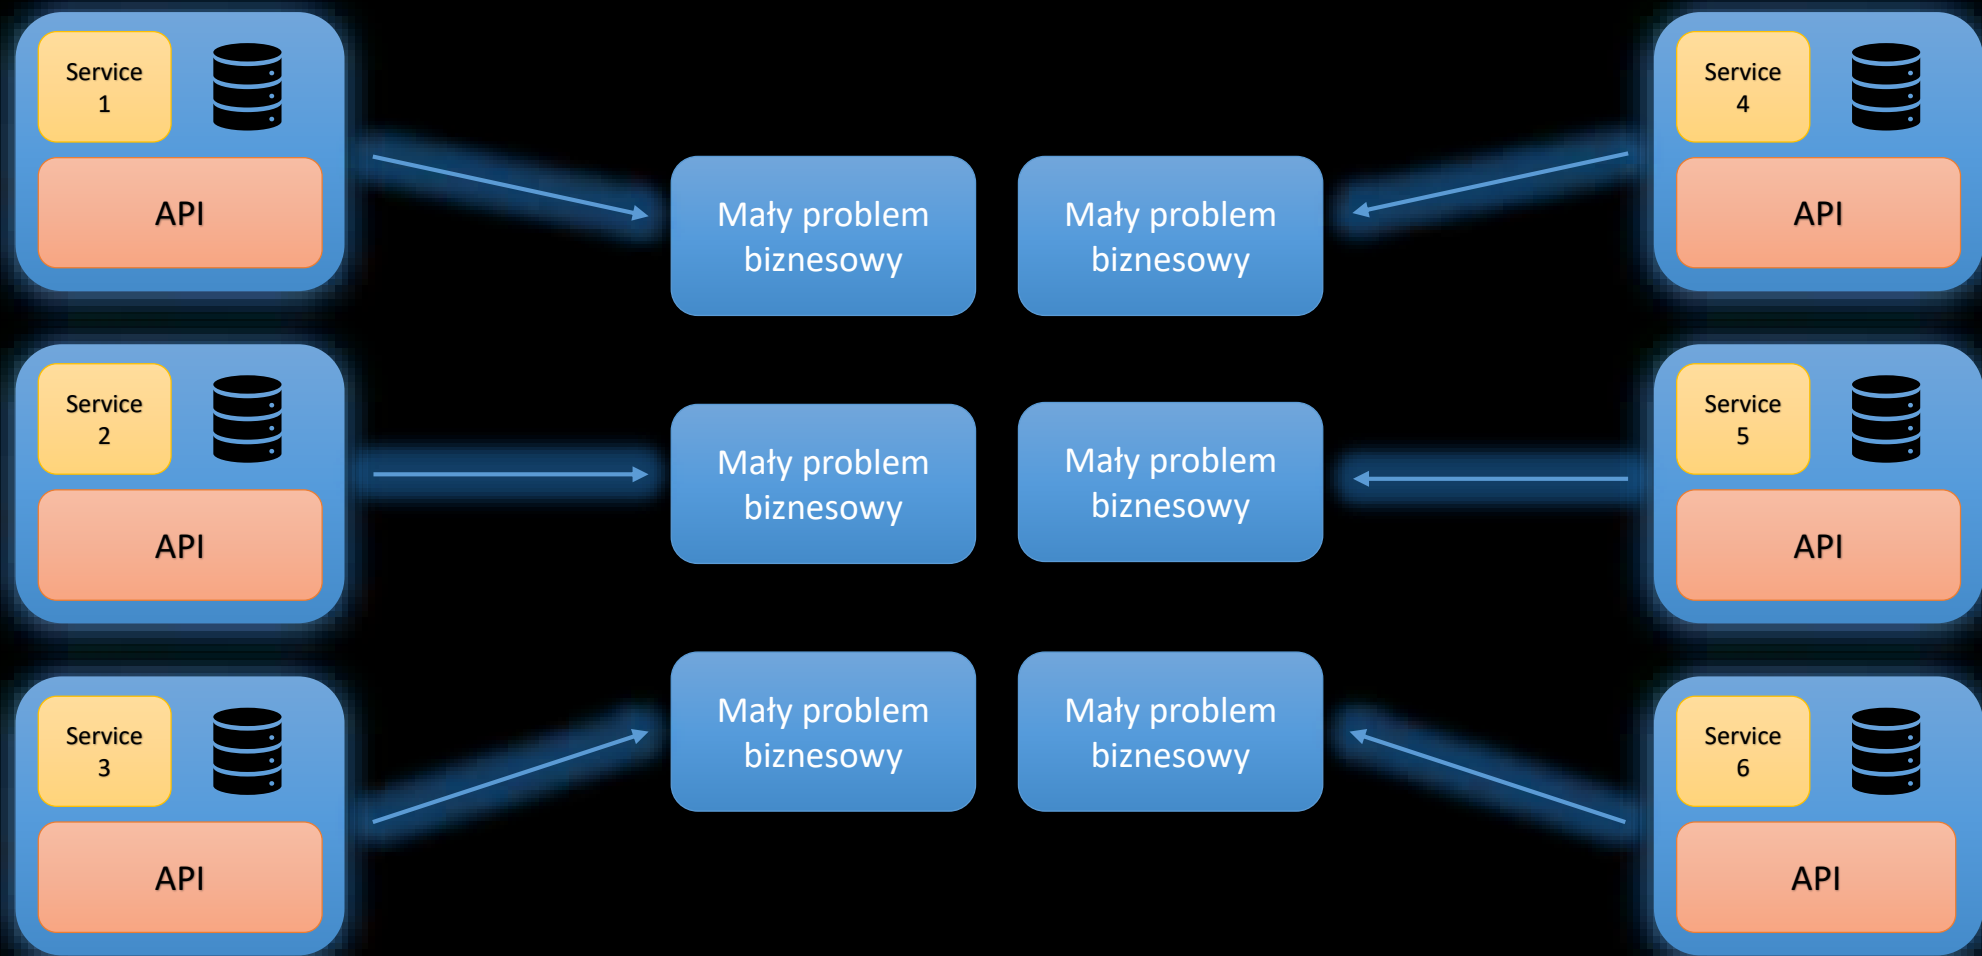 Service
1
API
Service
2
API
Service
3
API
Mały problem
biznesowy
Mały problem
biznesowy
Mały problem
biznesowy
Mały problem
biznesowy
Mały problem
biznesowy
Mały problem
biznesowy
Service
4
API
Service
5
API
Service
6
API